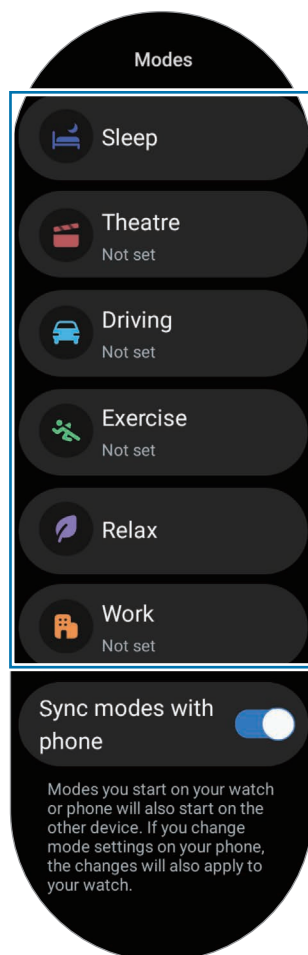 Modes
Sleep
Theatre
Not set
Driving
Not set
Exercise
Not set
Relax
Work
Not set
Sync modes with
phone
Modes you start on your watch
or phone will also start on the
other device. If you change
mode settings on your phone,
the changes will also apply to
your watch.